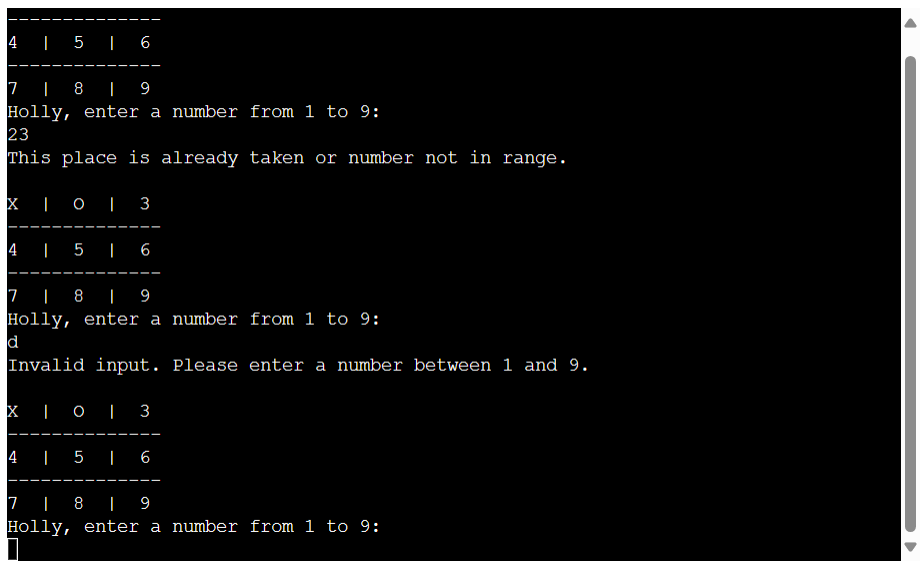 --------------
4  |  5  |  6
--------------
7  |  8  |  9
Holly, enter a number from 1 to 9:
23
This place is already taken or number not in range.
X  |  O  |  3
--------------
4  |  5  |  6
--------------
7  |  8  |  9
Holly, enter a number from 1 to 9:
d
Invalid input. Please enter a number between 1 and 9.
X  |  O  |  3
--------------
4  |  5  |  6
--------------
7  |  8  |  9
Holly, enter a number from 1 to 9: